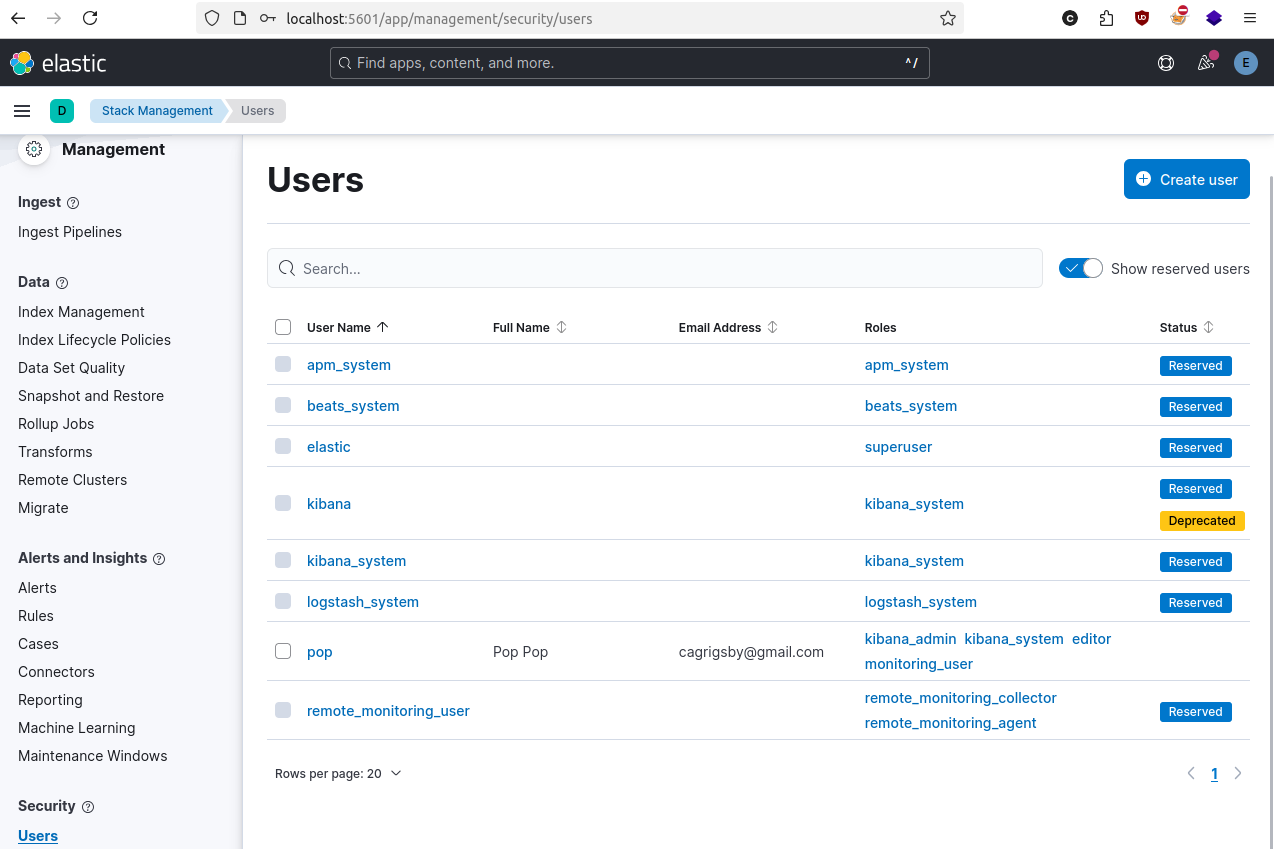 localhost:5601/app/management/security/users
C
elastic
Find apps, content, and more.
^/
E
D
Stack Management
Users
Management
Ingest
Ingest Pipelines
Data
Index Management
Index Lifecycle Policies
Data Set Quality
Snapshot and Restore
Rollup Jobs
Transforms
Remote Clusters
Migrate
Alerts and Insights
Alerts
Rules
Cases
Connectors
Reporting
Machine Learning
Maintenance Windows
Security
Users
Users
Create user
Search...
Show reserved users
User Name Full Name Email Address Roles Status
apm_system apm_system Reserved
beats_system beats_system Reserved
elastic superuser Reserved
kibana kibana_system Reserved
Deprecated
kibana_system kibana_system Reserved
logstash_system logstash_system Reserved
pop Pop Pop cagrigsby@gmail.com kibana_admin kibana_system editor
monitoring_user
remote_monitoring_user remote_monitoring_collector Reserved
remote_monitoring_agent
Rows per page: 20
1